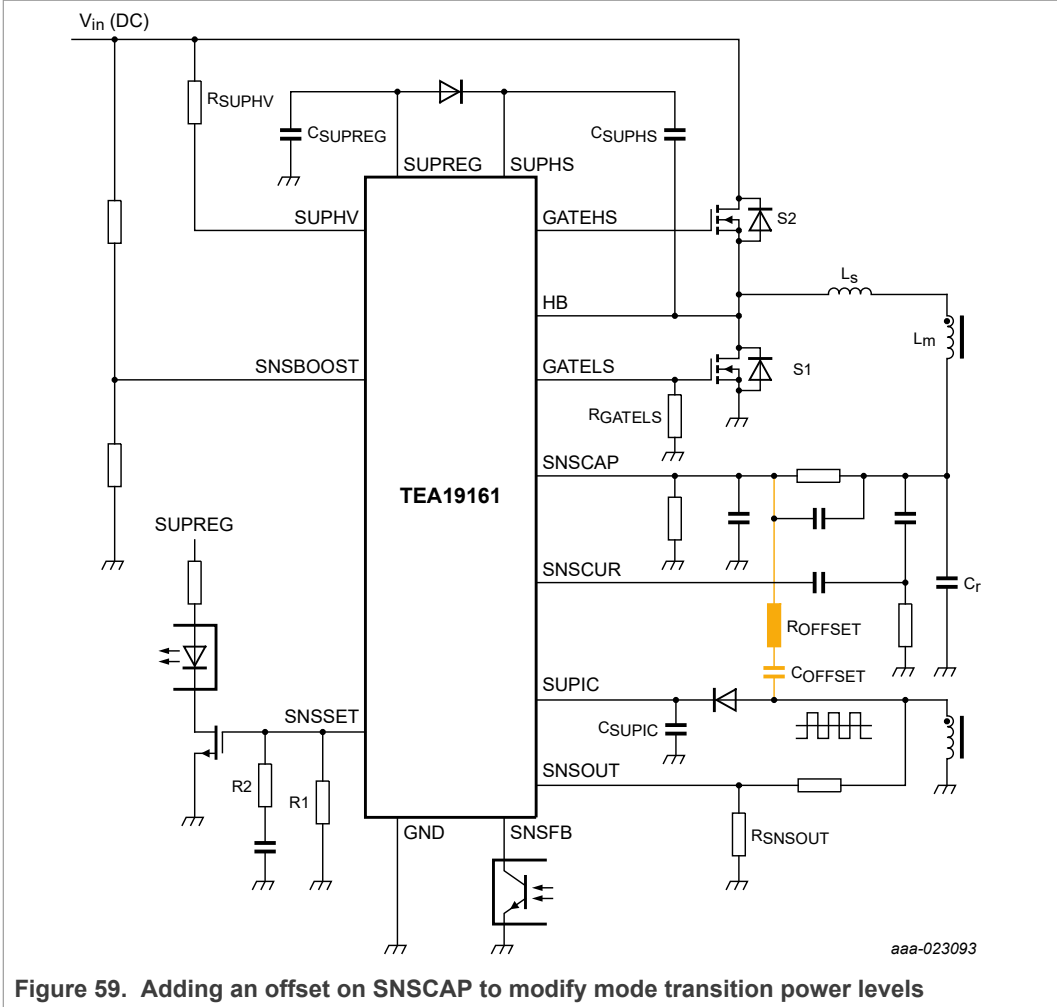 Vin (DC)
RSUPHV
CSUPREG
CSUPHS
SUPREG
SUPHS
SUPHV
GATEHS
S2
Ls
HB
Lm
SNSBOOST
GATELS
S1
RGATELS
SNSCAP
TEA19161
SUPREG
SNSCUR
Cr
ROFFSET
COFFSET
SUPIC
SNSSET
CSUPIC
SNSOUT
R2
R1
GND
SNSFB
RSNSOUT
aaa-023093
Figure 59. Adding an offset on SNSCAP to modify mode transition power levels